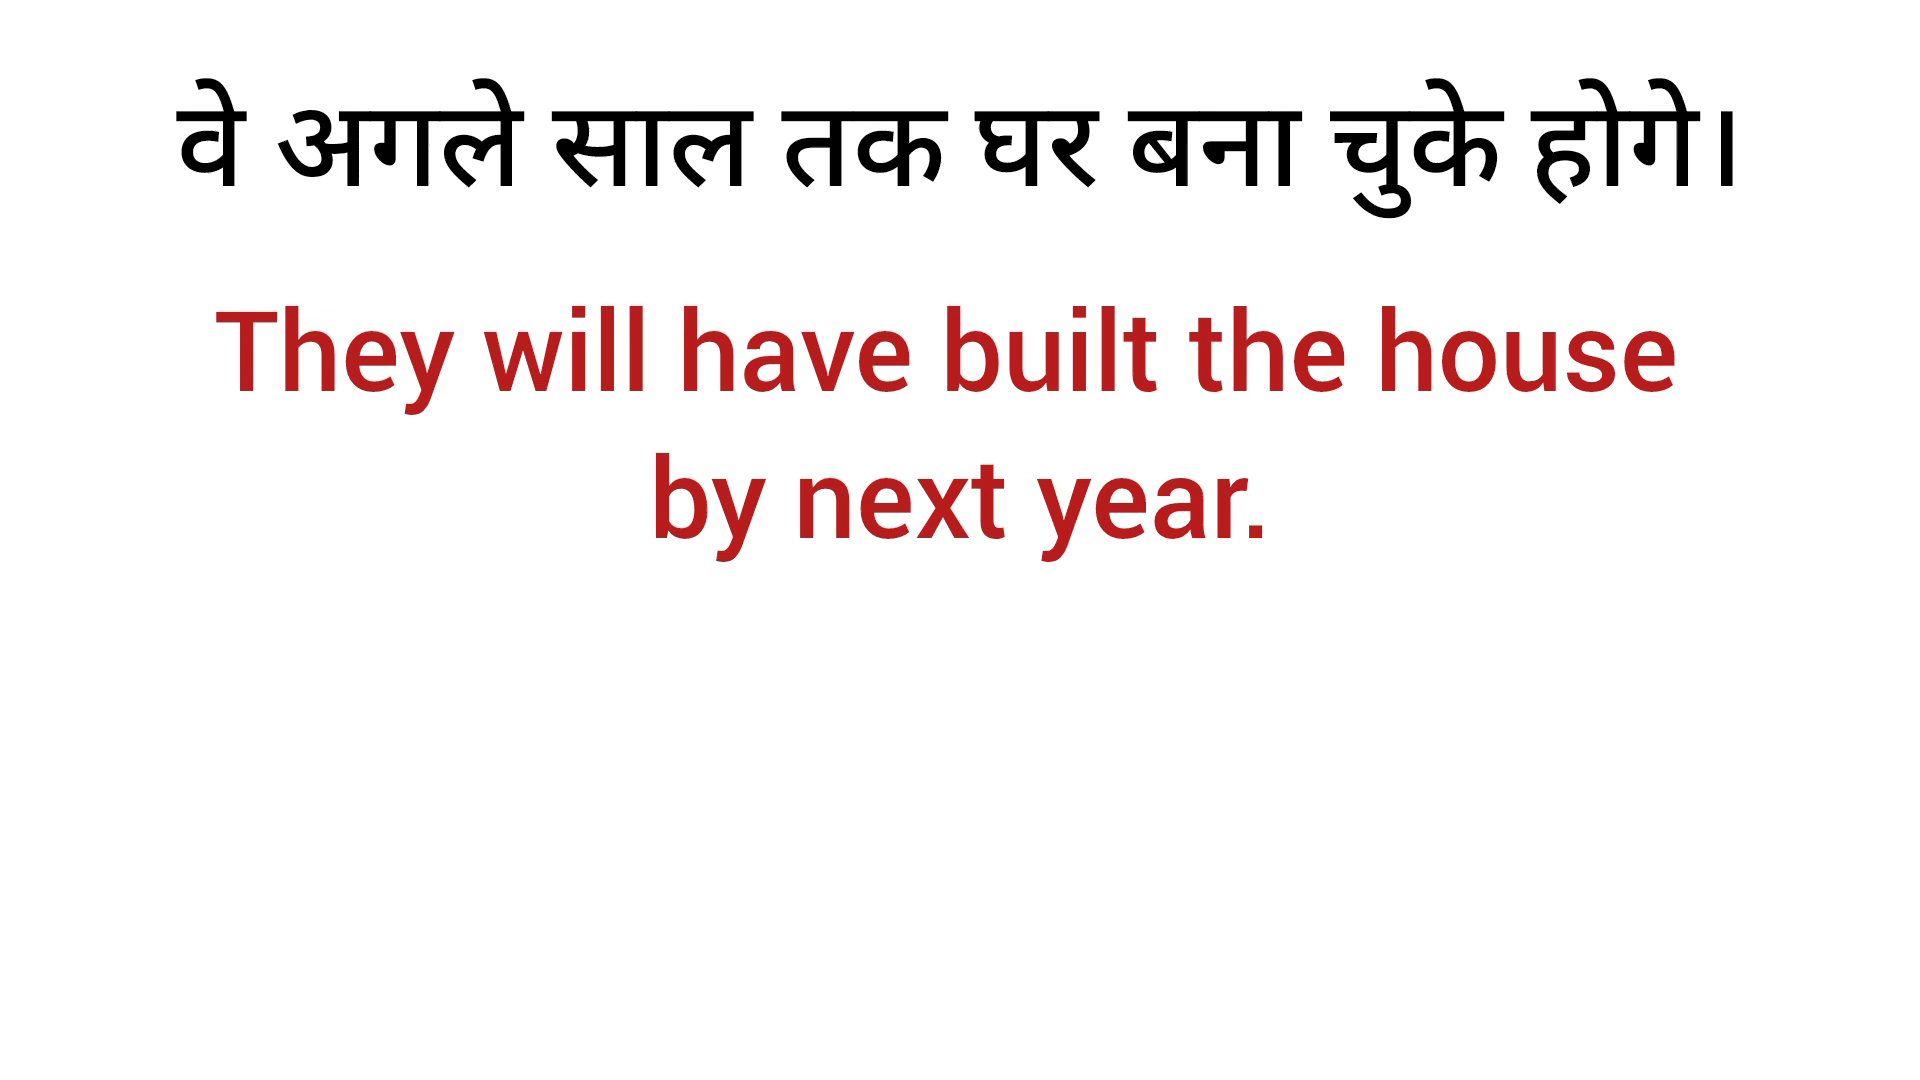 वे अगले साल तक घर बना चुके होगे।
They will have built the house
by next year.